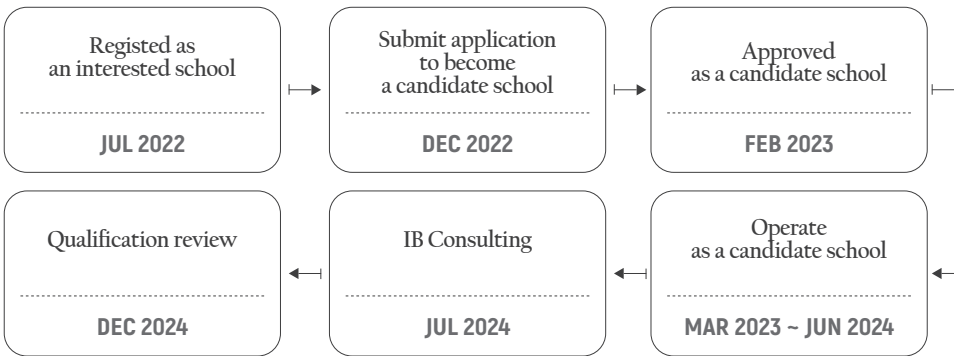 Registed as
an interested school
JUL 2022
Submit application
to become
a candidate school
DEC 2022
Approved
as a candidate school
FEB 2023
Operate
as a candidate school
MAR 2023 ~ JUN 2024
IB Consulting
JUL 2024
Qualification review
DEC 2024